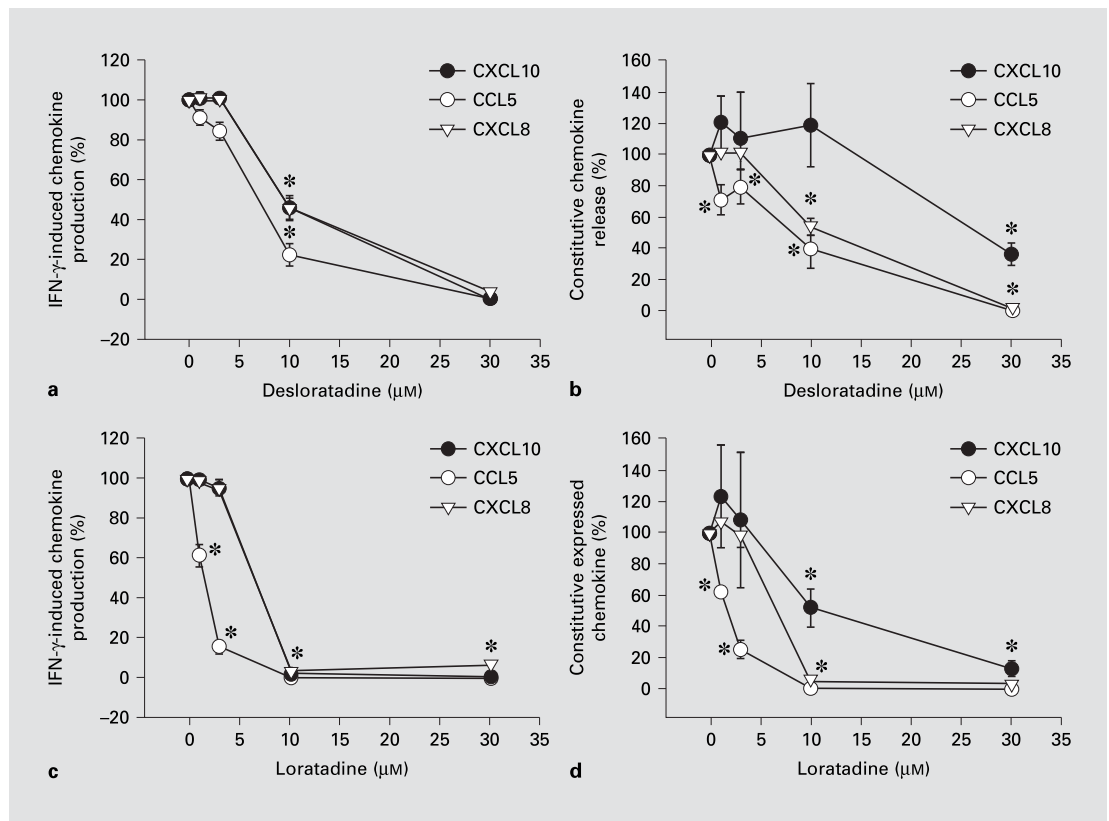 120
100
80
60
40
20
0
–20
IFN-γ-induced chemokine
production (%)
CXCL10
CCL5
CXCL8
*
*
0 5 10 15 20 25 30 35
Desloratadine (µM)
a
160
140
120
100
80
60
40
20
0
Constitutive chemokine
release (%)
CXCL10
CCL5
CXCL8
*
*
*
*
*
*
0 5 10 15 20 25 30 35
Desloratadine (µM)
b
120
100
80
60
40
20
0
–20
IFN-γ-induced chemokine
production (%)
CXCL10
CCL5
CXCL8
*
*
*
*
0 5 10 15 20 25 30 35
Loratadine (µM)
c
160
140
120
100
80
60
40
20
0
Constitutive expressed
chemokine (%)
CXCL10
CCL5
CXCL8
*
*
*
*
*
0 5 10 15 20 25 30 35
Loratadine (µM)
d